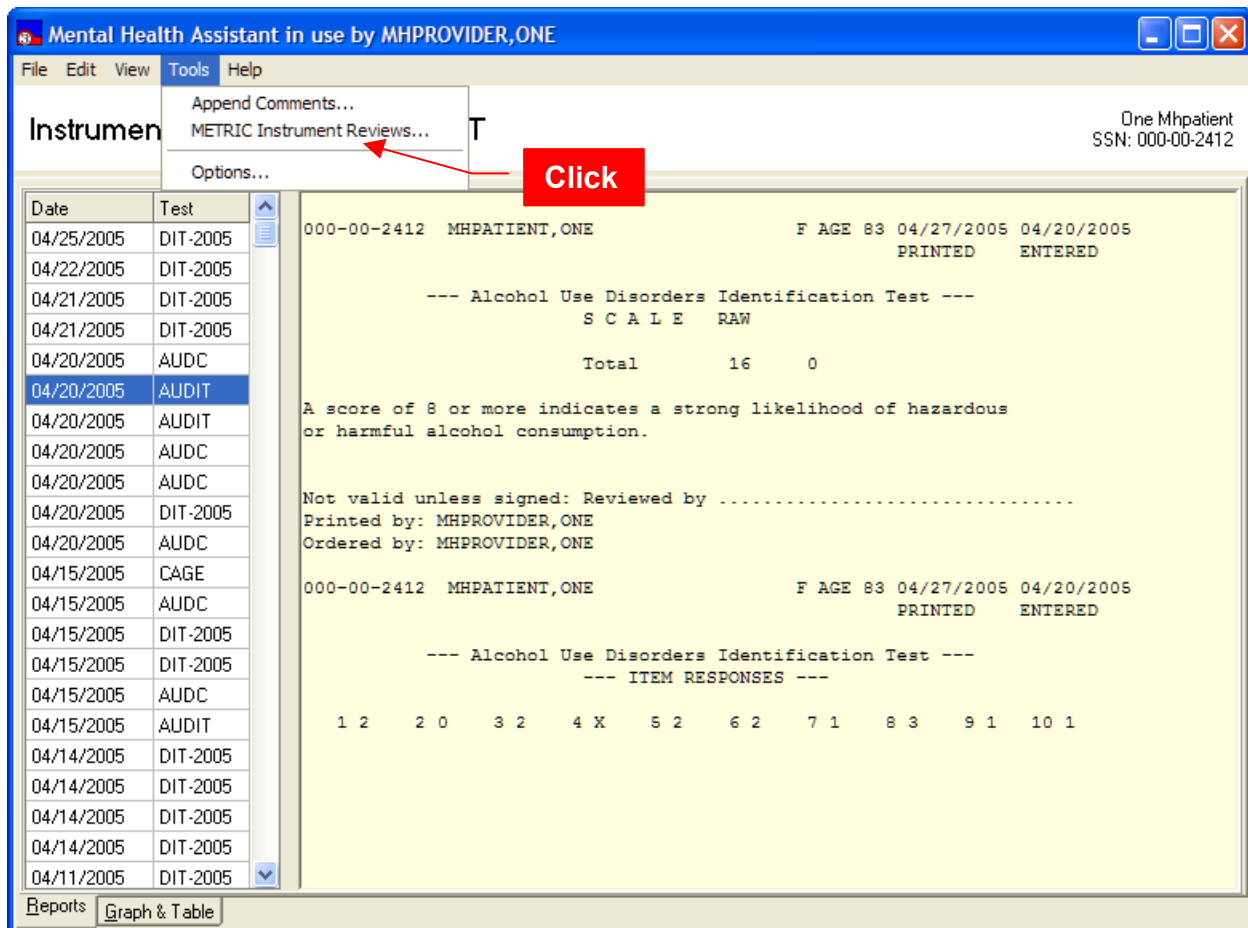 Mental Health Assistant in use by MHPROVIDER,ONE
File Edit View Tools Help
Append Comments...
METRIC Instrument Reviews...
Options...
Click
Instrumen
T
One Mhpatient
SSN: 000-00-2412
Date Test
04/25/2005 DIT-2005
04/22/2005 DIT-2005
04/21/2005 DIT-2005
04/21/2005 DIT-2005
04/20/2005 AUDC
04/20/2005 AUDIT
04/20/2005 AUDIT
04/20/2005 AUDC
04/20/2005 AUDC
04/20/2005 DIT-2005
04/20/2005 AUDC
04/15/2005 CAGE
04/15/2005 AUDC
04/15/2005 DIT-2005
04/15/2005 DIT-2005
04/15/2005 AUDC
04/15/2005 AUDIT
04/14/2005 DIT-2005
04/14/2005 DIT-2005
04/14/2005 DIT-2005
04/14/2005 DIT-2005
04/11/2005 DIT-2005
000-00-2412 MHPATIENT,ONE F AGE 83 04/27/2005 04/20/2005
PRINTED ENTERED
--- Alcohol Use Disorders Identification Test ---
S C A L E RAW
Total 16 0
A score of 8 or more indicates a strong likelihood of hazardous
or harmful alcohol consumption.
Not valid unless signed: Reviewed by ................................
Printed by: MHPROVIDER,ONE
Ordered by: MHPROVIDER,ONE
000-00-2412 MHPATIENT,ONE F AGE 83 04/27/2005 04/20/2005
PRINTED ENTERED
--- Alcohol Use Disorders Identification Test ---
--- ITEM RESPONSES ---
1 2 2 0 3 2 4 X 5 2 6 2 7 1 8 3 9 1 10 1
Reports Graph & Table